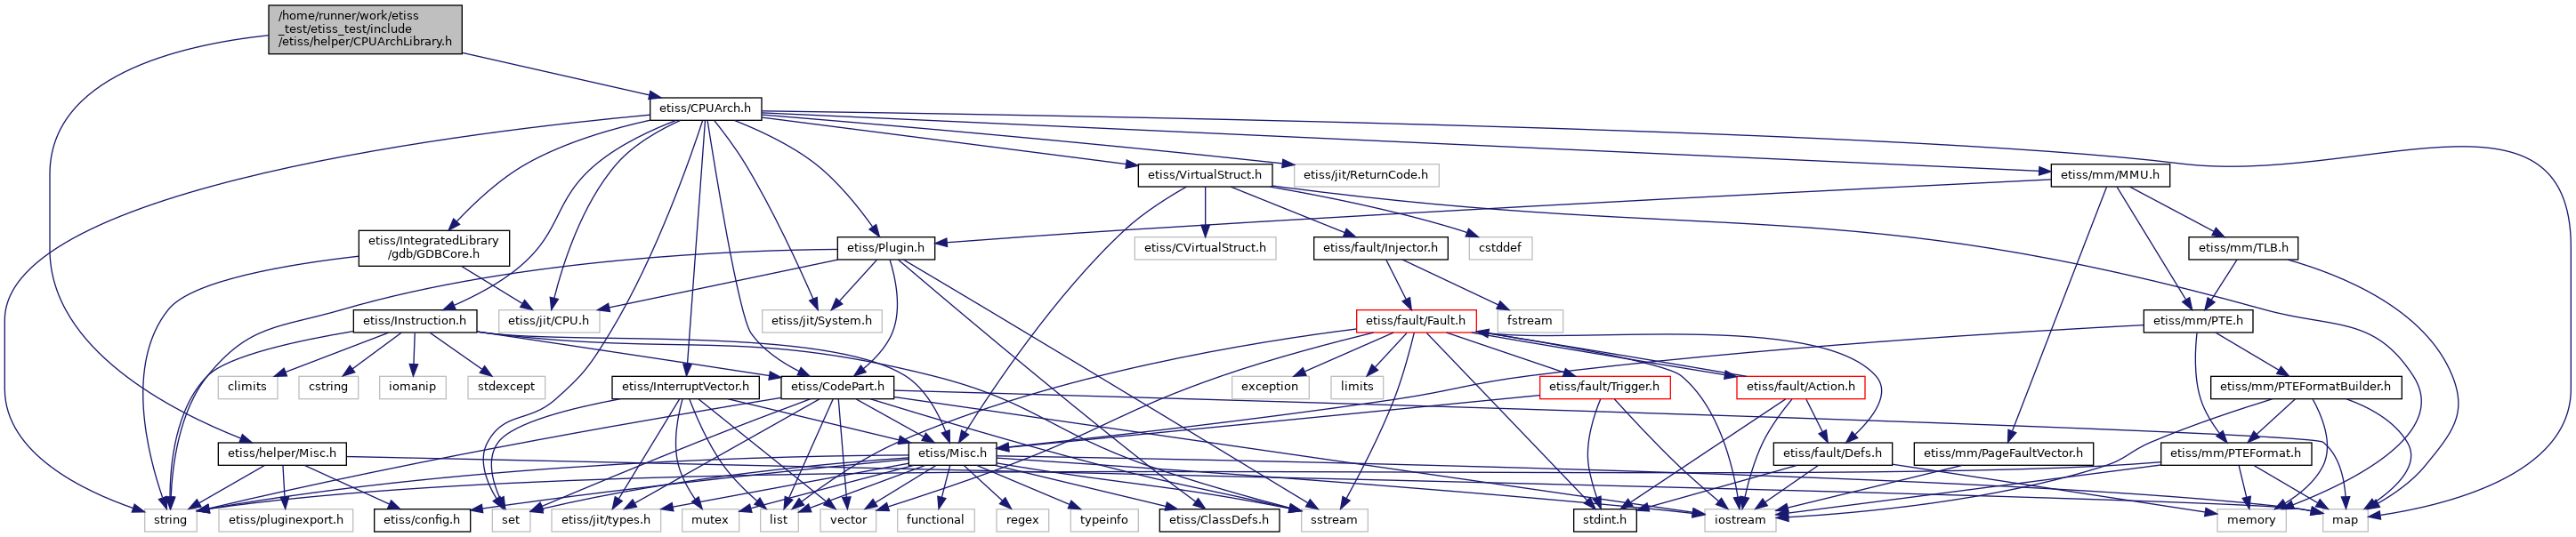 /home/runner/work/etiss
_test/etiss_test/include
/etiss/helper/CPUArchLibrary.h
etiss/CPUArch.h
etiss/VirtualStruct.h
etiss/jit/ReturnCode.h
etiss/mm/MMU.h
etiss/IntegratedLibrary
/gdb/GDBCore.h
etiss/Plugin.h
etiss/CVirtualStruct.h
etiss/fault/Injector.h
cstddef
etiss/mm/TLB.h
etiss/Instruction.h
etiss/jit/CPU.h
etiss/jit/System.h
etiss/fault/Fault.h
fstream
etiss/mm/PTE.h
climits
cstring
iomanip
stdexcept
etiss/InterruptVector.h
etiss/CodePart.h
exception
limits
etiss/fault/Trigger.h
etiss/fault/Action.h
etiss/mm/PTEFormatBuilder.h
etiss/helper/Misc.h
etiss/Misc.h
etiss/fault/Defs.h
etiss/mm/PageFaultVector.h
etiss/mm/PTEFormat.h
string
etiss/pluginexport.h
etiss/config.h
set
etiss/jit/types.h
mutex
list
vector
functional
regex
typeinfo
etiss/ClassDefs.h
sstream
stdint.h
iostream
memory
map